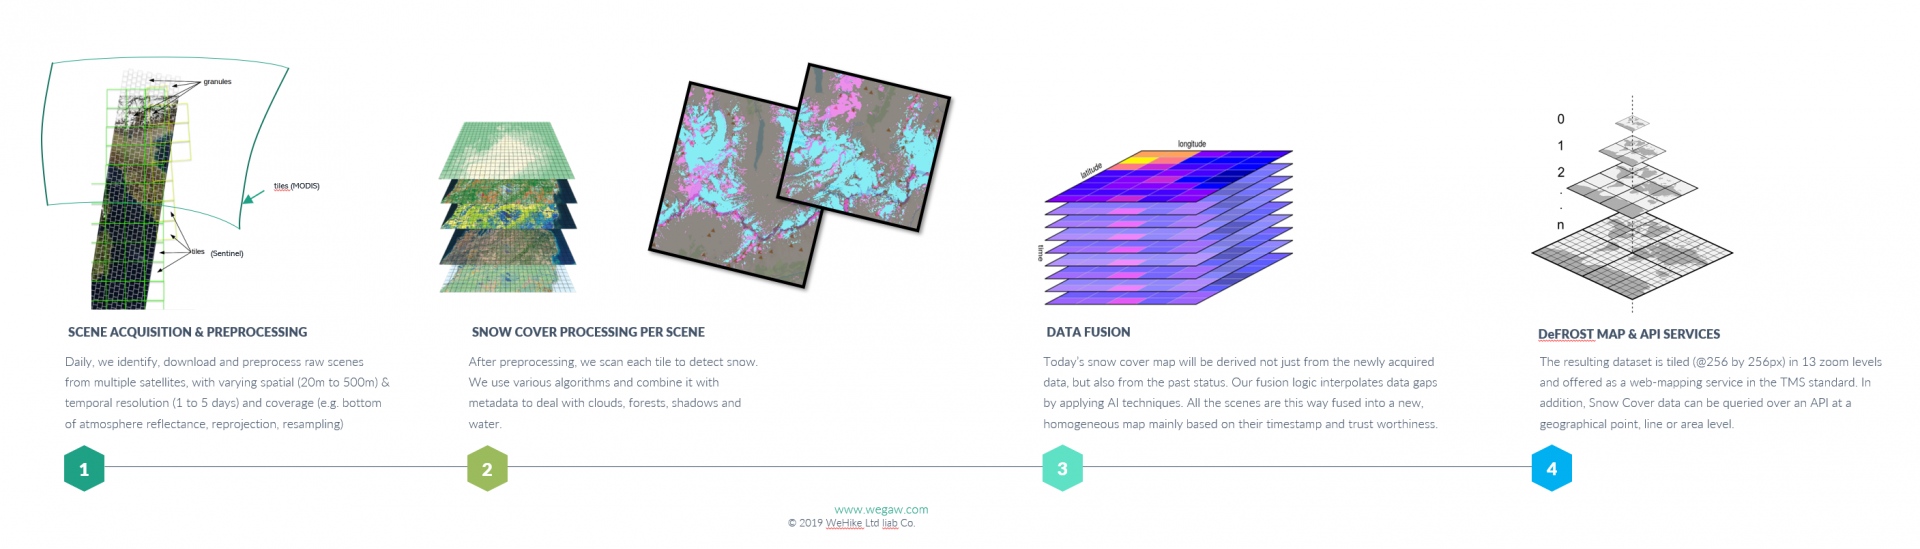 granules
tiles (MODIS)
tiles (Sentinel)
longitude
latitude
time
0
1
2
.
.
n
SCENE ACQUISITION & PREPROCESSING
Daily, we identify, download and preprocess raw scenes
from multiple satellites, with varying spatial (20m to 500m) &
temporal resolution (1 to 5 days) and coverage (e.g. bottom
of atmosphere reflectance, reprojection, resampling)
1
SNOW COVER PROCESSING PER SCENE
After preprocessing, we scan each tile to detect snow.
We use various algorithms and combine it with
metadata to deal with clouds, forests, shadows and
water.
2
DATA FUSION
Today's snow cover map will be derived not just from the newly acquired
data, but also from the past status. Our fusion logic interpolates data gaps
by applying AI techniques. All the scenes are this way fused into a new,
homogeneous map mainly based on their timestamp and trust worthiness.
3
DeFROST MAP & API SERVICES
The resulting dataset is tiled (@256 by 256px) in 13 zoom levels
and offered as a web-mapping service in the TMS standard. In
addition, Snow Cover data can be queried over an API at a
geographical point, line or area level.
4
www.wegaw.com
© 2019 WeHike Ltd liab Co.